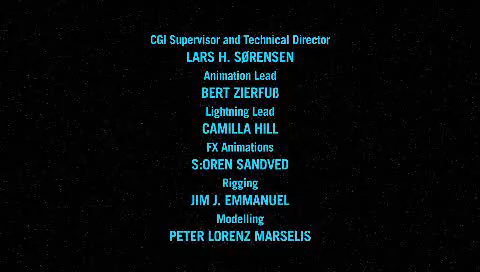 CGI Supervisor and Technical Director
LARS H. SØRENSEN
Animation Lead
BERT ZIERFUß
Lightning Lead
CAMILLA HILL
FX Animations
S:OREN SANDVED
Rigging
JIM J. EMMANUEL
Modelling
PETER LORENZ MARSELIS